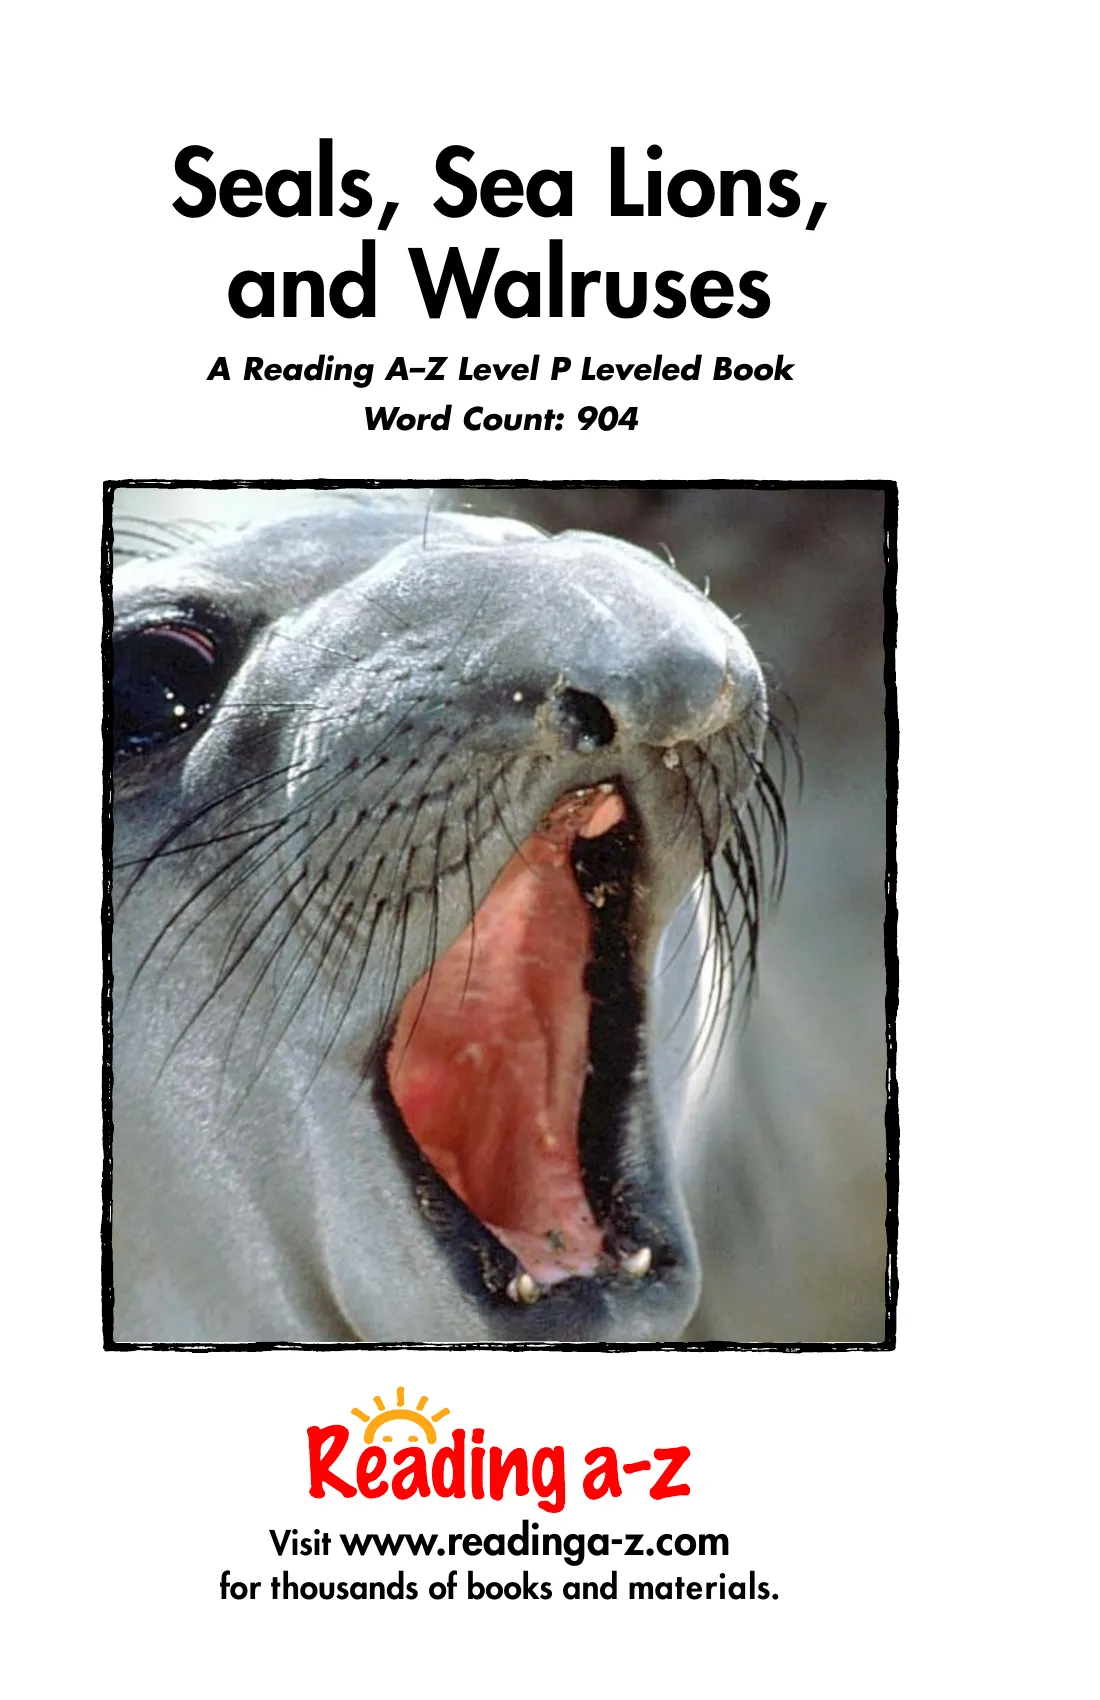 Seals, Sea Lions,
and Walruses
A Reading A–Z Level P Leveled Book
Word Count: 904
Reading a-z
Visit www.readinga-z.com
for thousands of books and materials.